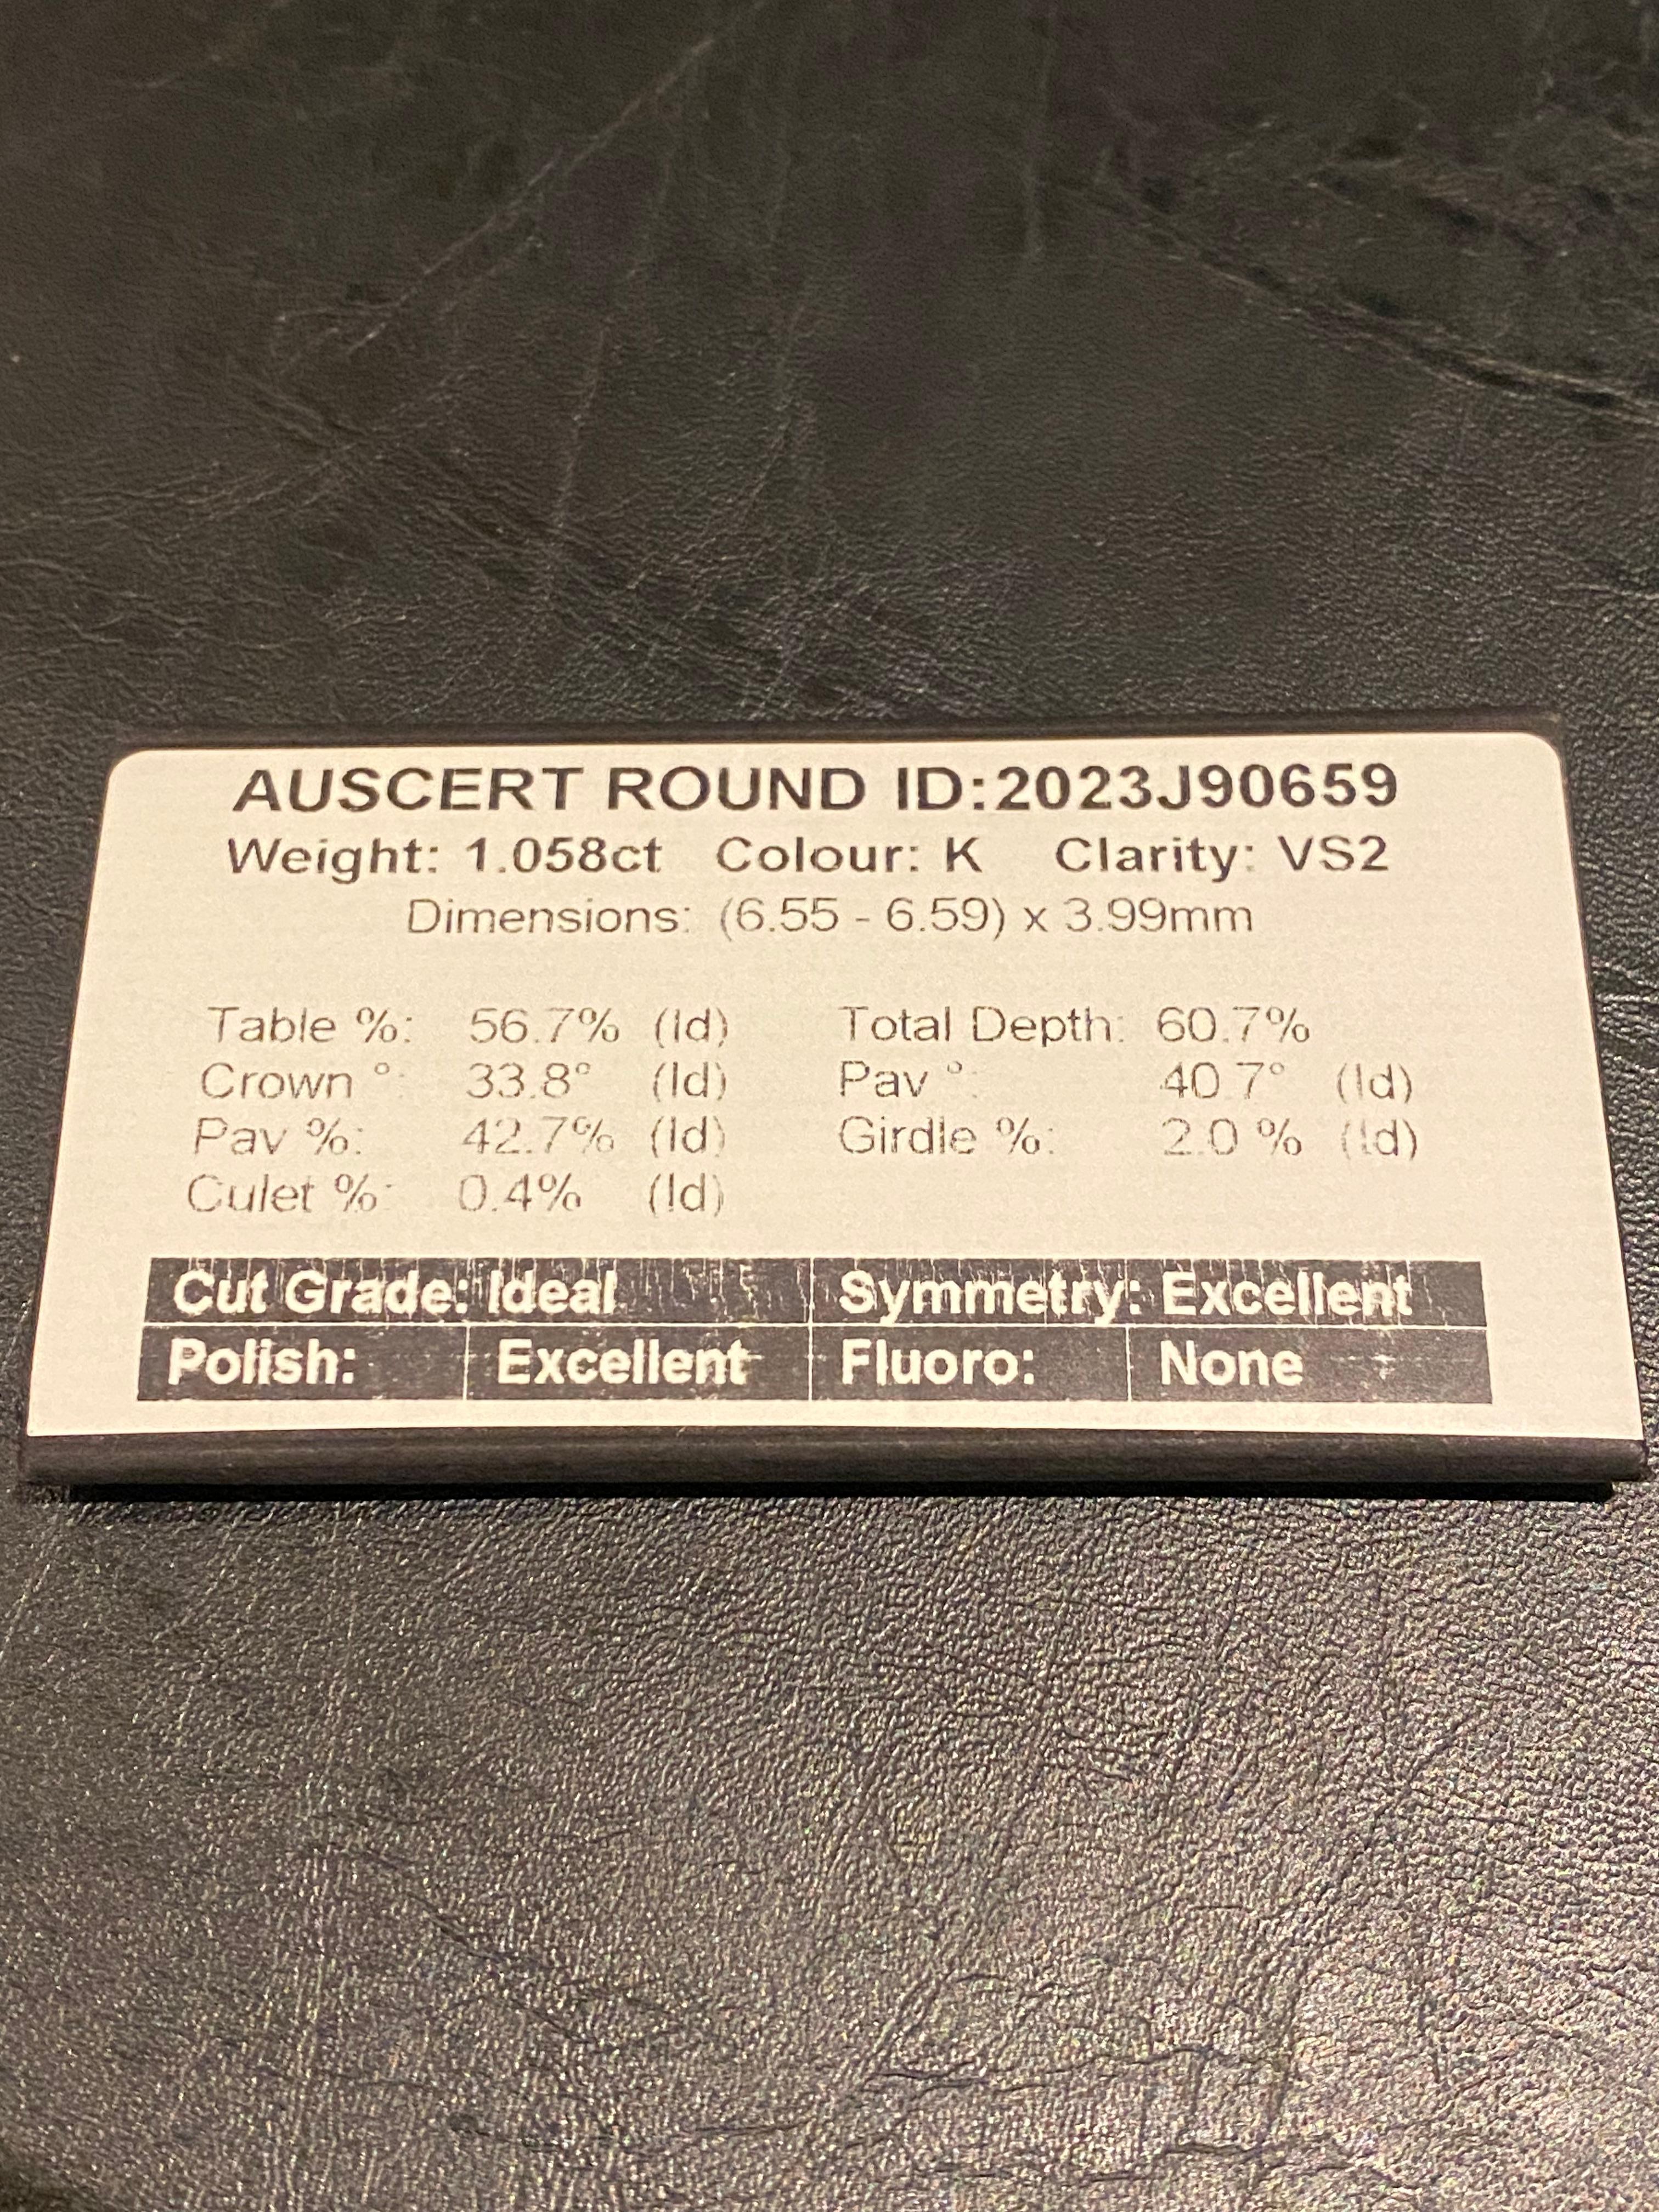 AUSCERT ROUND ID:2023J90659
Weight: 1.058ct Colour: K Clarity: VS2
Dimensions: (6.55 - 6.59) x 3.99mm
Table %: 56.7% (Id) Total Depth: 60.7%
Crown °: 33.8° (Id) Pav °: 40.7° (Id)
Pav %: 42.7% (Id) Girdle %: 2.0 % (Id)
Culet %: 0.4% (Id)
Cut Grade: Ideal Symmetry: Excellent
Polish: Excellent Fluoro: None